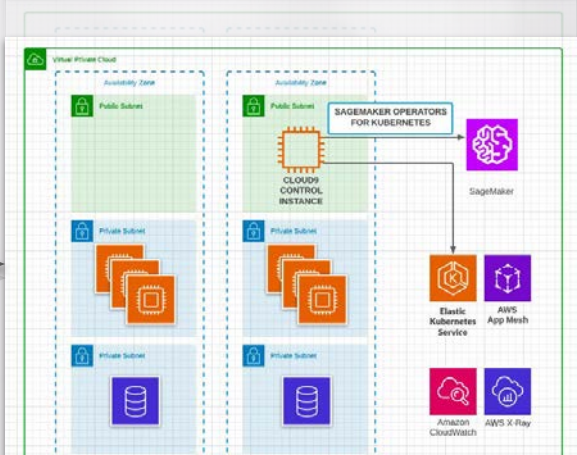 Virtual Private Cloud
Availability Zone
Availability Zone
Public Subnet
Public Subnet
SAGEMAKER OPERATORS
FOR KUBERNETES
CLOUD9
CONTROL
INSTANCE
SageMaker
Private Subnet
Private Subnet
Elastic
Kubernetes
Service
AWS
App Mesh
Private Subnet
Private Subnet
Amazon
CloudWatch
AWS X-Ray